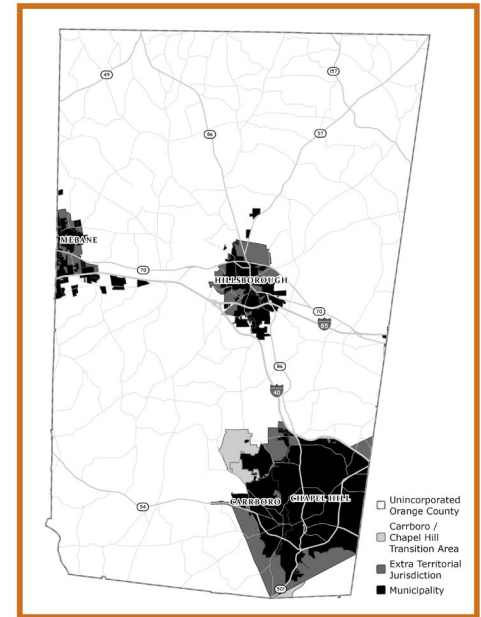 49
157
86
57
MEBANE
70
HILLSBOROUGH
70
85
86
40
CARRBORO
CHAPEL HILL
54
501
Unincorporated
Orange County
Carrboro /
Chapel Hill
Transition Area
Extra Territorial
Jurisdiction
Municipality